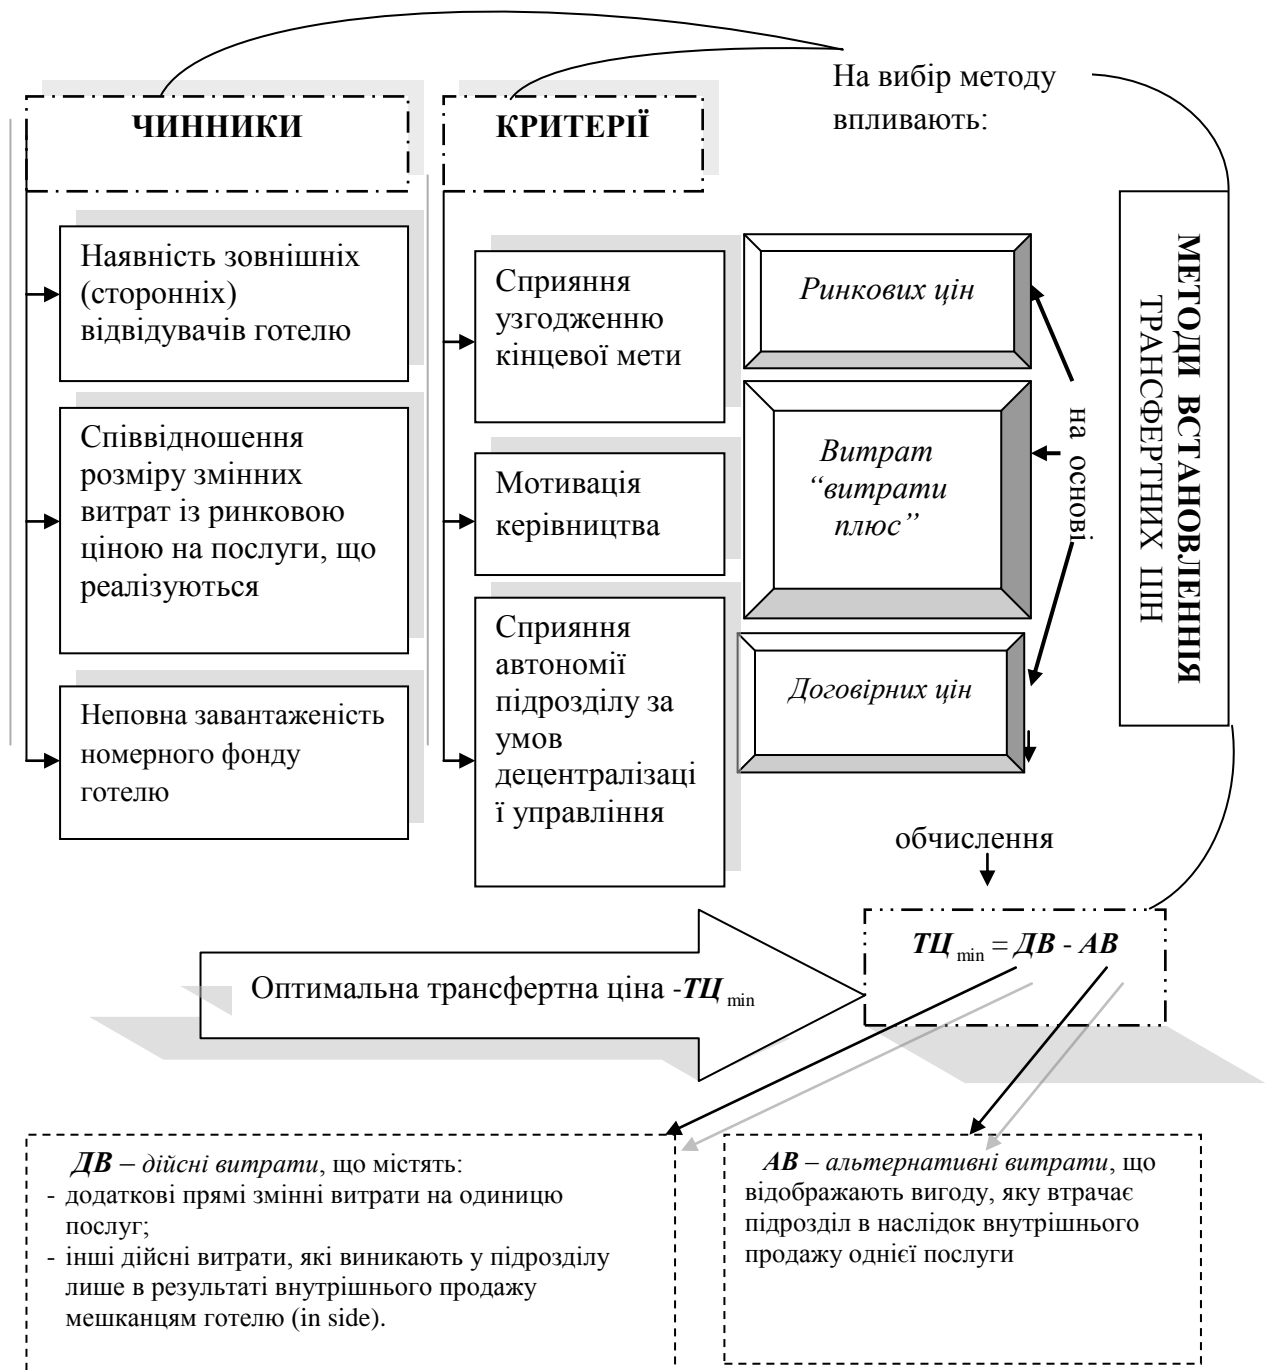 На вибір методу
впливають:
ЧИННИКИ
Наявність зовнішніх
(сторонніх)
відвідувачів готелю
Співвідношення
розміру змінних
витрат із ринковою
ціною на послуги, що
реалізуються
Неповна завантаженість
номерного фонду
готелю
КРИТЕРІЇ
Сприяння
узгодженню
кінцевої мети
Мотивація
керівництва
Сприяння
автономії
підрозділу за
умов
децентралізаці
ї управління
Ринкових цін
Витрат
“витрати
плюс”
Договірних цін
на основі
МЕТОДИ ВСТАНОВЛЕННЯ
ТРАНСФЕРТНИХ ЦІН
обчислення
ТЦ min = ДВ - АВ
Оптимальна трансфертна ціна -ТЦ min
ДВ – дійсні витрати, що містять:
- додаткові прямі змінні витрати на одиницю
послуг;
- інші дійсні витрати, які виникають у підрозділу
лише в результаті внутрішнього продажу
мешканцям готелю (in side).
АВ – альтернативні витрати, що
відображають вигоду, яку втрачає
підрозділ в наслідок внутрішнього
продажу однієї послуги